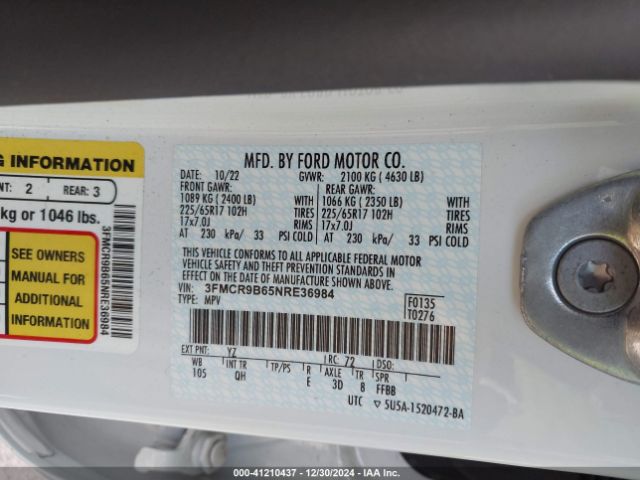 G INFORMATION
NT: 2 REAR: 3
kg or 1046 lbs.
SEE OWNERS
MANUAL FOR
ADDITIONAL
INFORMATION
3FMCR9B65NRE36984
MFD. BY FORD MOTOR CO.
DATE: 10/22 GVWR: 2100 KG ( 4630 LB)
FRONT GAWR: REAR GAWR:
1089 KG ( 2400 LB) WITH 1066 KG ( 2350 LB) WITH
225/65R17 102H TIRES 225/65R17 102H TIRES
17x7.0J RIMS 17x7.0J RIMS
AT 230 kPa/ 33 PSI COLD AT 230 kPa/ 33 PSI COLD
THIS VEHICLE CONFORMS TO ALL APPLICABLE FEDERAL MOTOR
VEHICLE SAFETY AND THEFT PREVENTION STANDARDS IN
EFFECT ON THE DATE OF MANUFACTURE SHOWN ABOVE.
VIN: 3FMCR9B65NRE36984
TYPE: MPV
F0135
T0276
EXT PNT: YZ RC: 72 DSO:
WB INT TR TP/PS R AXLE TR SPR
105 QH E 3D 8 FFBB
UTC ▽ 5U5A-1520472-BA
000-41210437 - 12/30/2024 - IAA Inc.